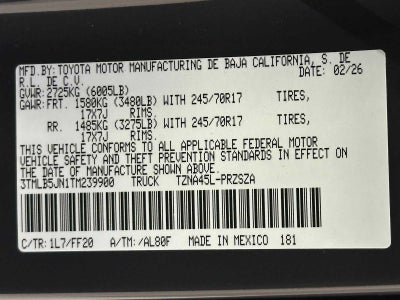 MFD.BY: TOYOTA MOTOR MANUFACTURING DE BAJA CALIFORNIA, S. DE
R.L. DE C.V. DATE: 02/26
GVWR: 2725KG (6005LB)
GAWR: FRT. 1580KG (3480LB) WITH 245/70R17 TIRES,
17X7J RIMS.
RR. 1485KG (3275LB) WITH 245/70R17 TIRES,
17X7J RIMS.
THIS VEHICLE CONFORMS TO ALL APPLICABLE FEDERAL MOTOR
VEHICLE SAFETY AND THEFT PREVENTION STANDARDS IN EFFECT ON
THE DATE OF MANUFACTURE SHOWN ABOVE.
3TMLB5JN1TM239900 TRUCK TZNA45L-PRZSZA
C/TR: 1L7/FF20 A/TM: /AL80F MADE IN MEXICO 181